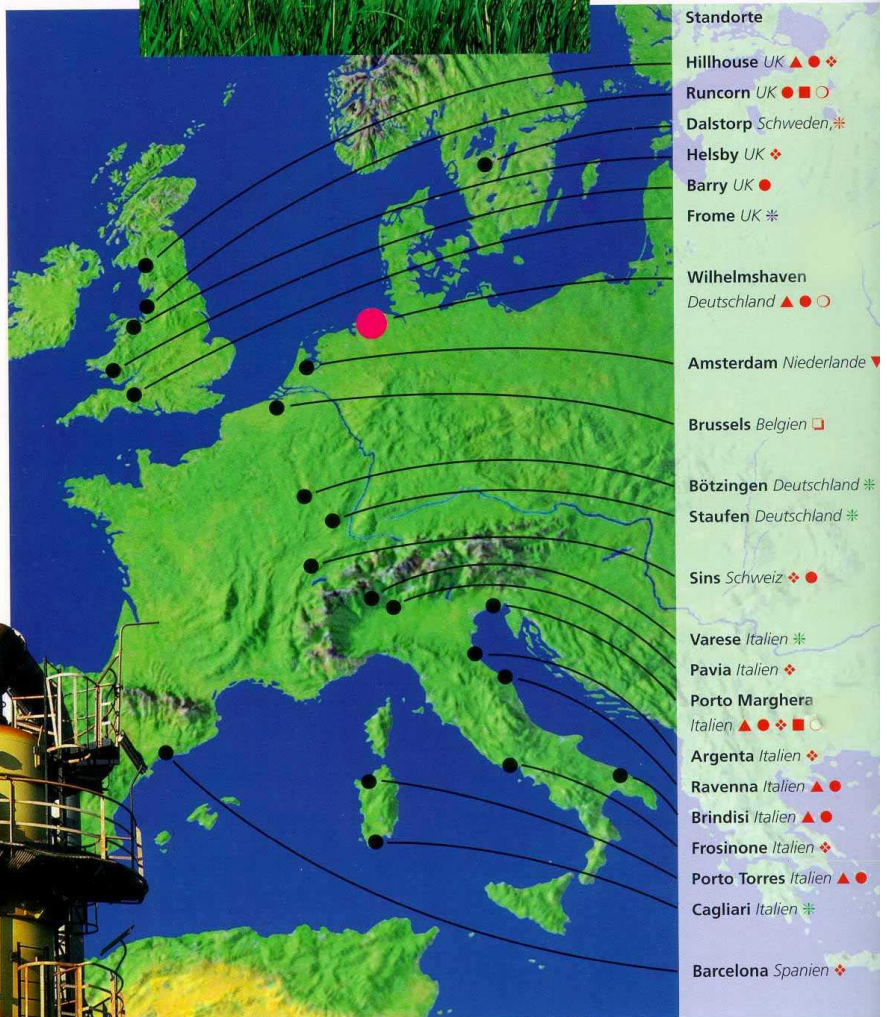 Standorte
Hillhouse UK
Runcorn UK
Dalstorp Schweden,
Helsby UK
Barry UK
Frome UK
Wilhelmshaven
Deutschland
Amsterdam Niederlande
Brussels Belgien
Bötzingen Deutschland
Staufen Deutschland
Sins Schweiz
Varese Italien
Pavia Italien
Porto Marghera
Italien
Argenta Italien
Ravenna Italien
Brindisi Italien
Frosinone Italien
Porto Torres Italien
Cagliari Italien
Barcelona Spanien